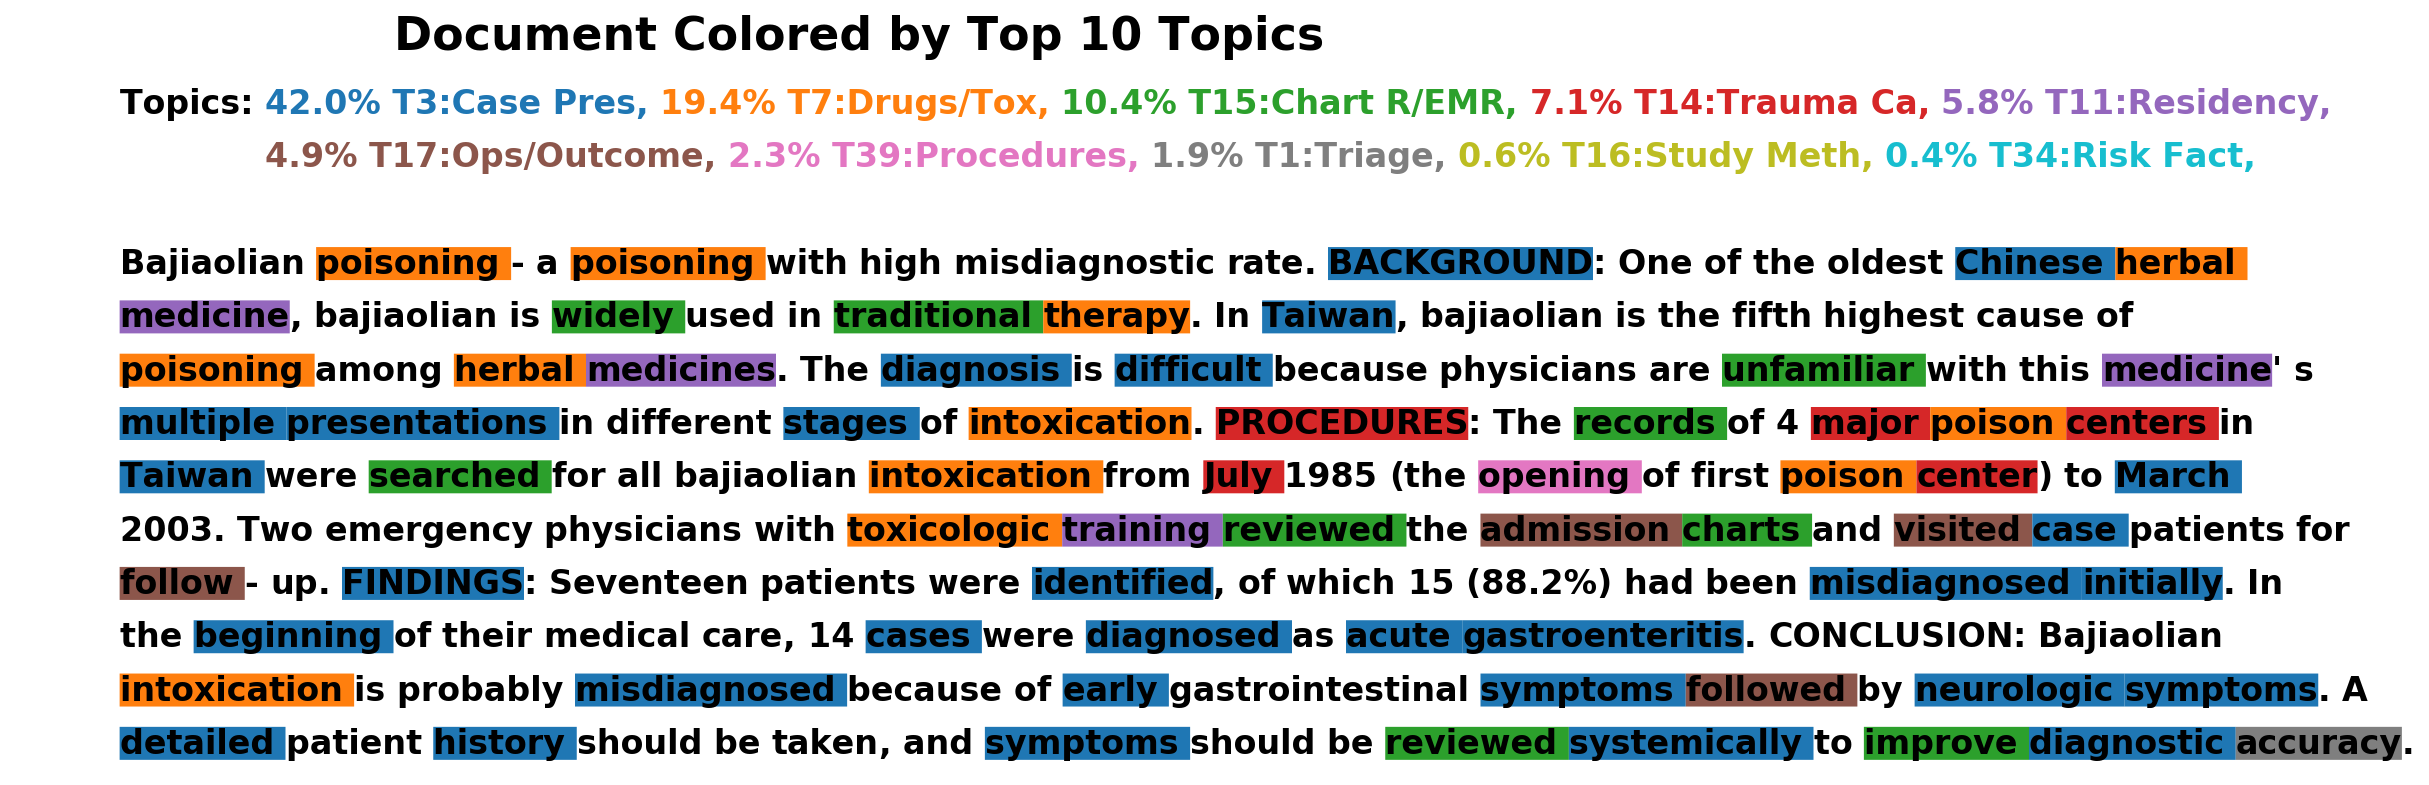 Document Colored by Top 10 Topics
Topics: 42.0% T3:Case Pres, 19.4% T7:Drugs/Tox, 10.4% T15:Chart R/EMR, 7.1% T14:Trauma Ca, 5.8% T11:Residency,
4.9% T17:Ops/Outcome, 2.3% T39:Procedures, 1.9% T1:Triage, 0.6% T16:Study Meth, 0.4% T34:Risk Fact,
Bajiaolian poisoning - a poisoning with high misdiagnostic rate. BACKGROUND: One of the oldest Chinese herbal
medicine, bajiaolian is widely used in traditional therapy. In Taiwan, bajiaolian is the fifth highest cause of
poisoning among herbal medicines. The diagnosis is difficult because physicians are unfamiliar with this medicine' s
multiple presentations in different stages of intoxication. PROCEDURES: The records of 4 major poison centers in
Taiwan were searched for all bajiaolian intoxication from July 1985 (the opening of first poison center) to March
2003. Two emergency physicians with toxicologic training reviewed the admission charts and visited case patients for
follow - up. FINDINGS: Seventeen patients were identified, of which 15 (88.2%) had been misdiagnosed initially. In
the beginning of their medical care, 14 cases were diagnosed as acute gastroenteritis. CONCLUSION: Bajiaolian
intoxication is probably misdiagnosed because of early gastrointestinal symptoms followed by neurologic symptoms. A
detailed patient history should be taken, and symptoms should be reviewed systemically to improve diagnostic accuracy.